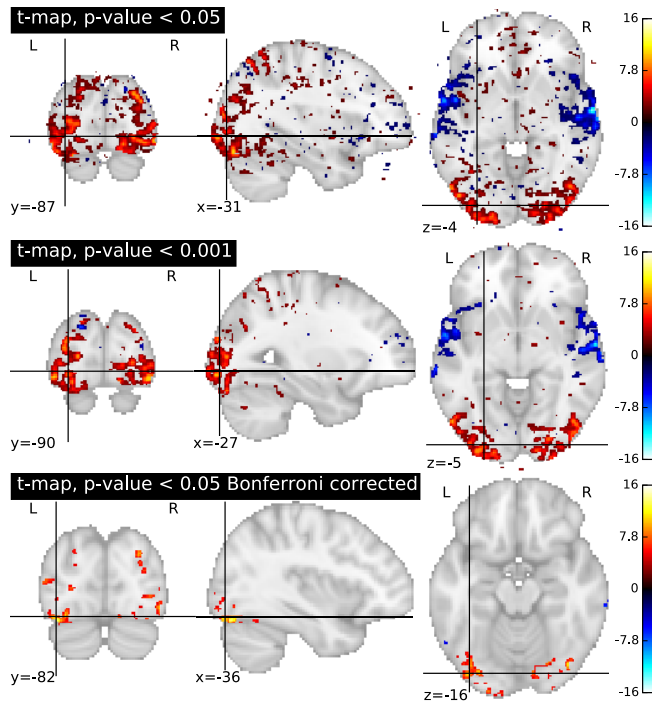 t-map, p-value < 0.05
L R R L R
y=-87 x=-31 z=-4
16
7.8
0
-7.8
-16
t-map, p-value < 0.001
L R L R
y=-90 x=-27 z=-5
16
7.8
0
-7.8
-16
t-map, p-value < 0.05 Bonferroni corrected
L R L R
y=-82 x=-36 z=-16
16
7.8
0
-7.8
-16